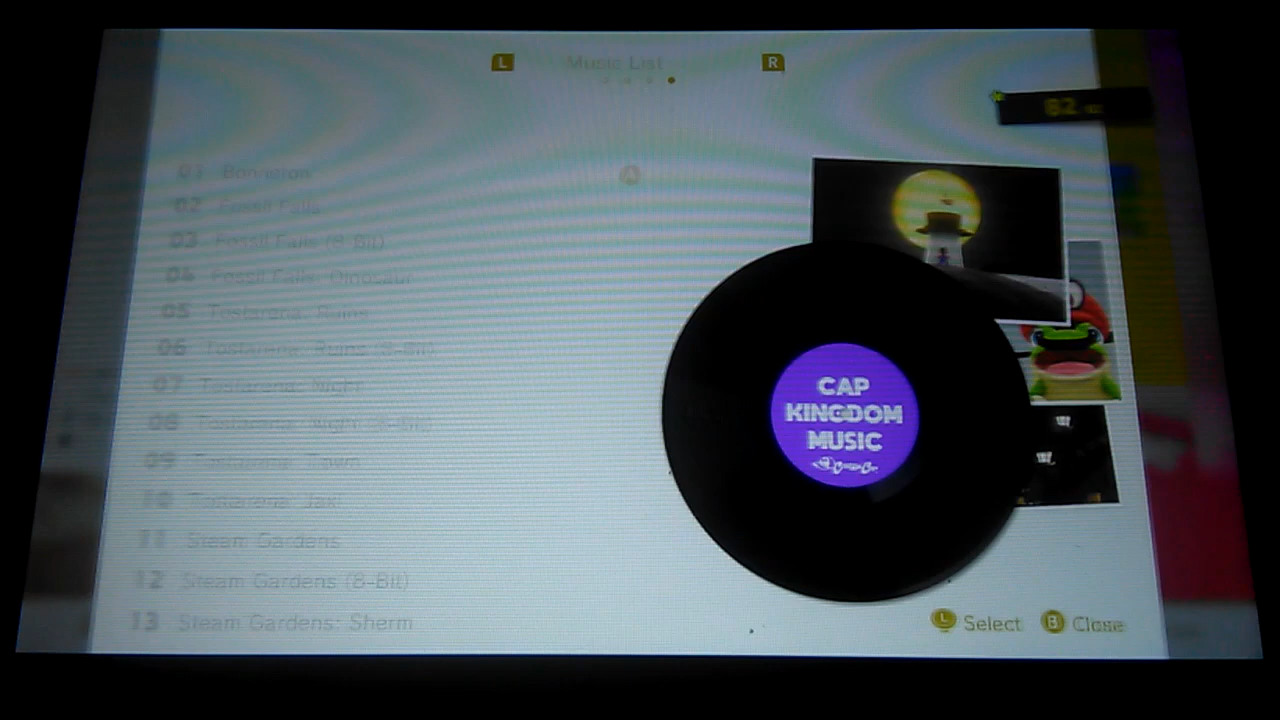 L Music List R
82
01 Bonneton
A
02 Fossil Falls
03 Fossil Falls (8-Bit)
04 Fossil Falls: Dinosaur
05 Tostarena: Ruins
06 Tostarena: Ruins (8-Bit)
07 Tostarena: Night
08 Tostarena: Night (8-Bit)
09 Tostarena: Town
10 Tostarena: Jaxi
11 Steam Gardens
12 Steam Gardens (8-Bit)
13 Steam Gardens: Sherm
CAP
KINGDOM
MUSIC
L Select B Close